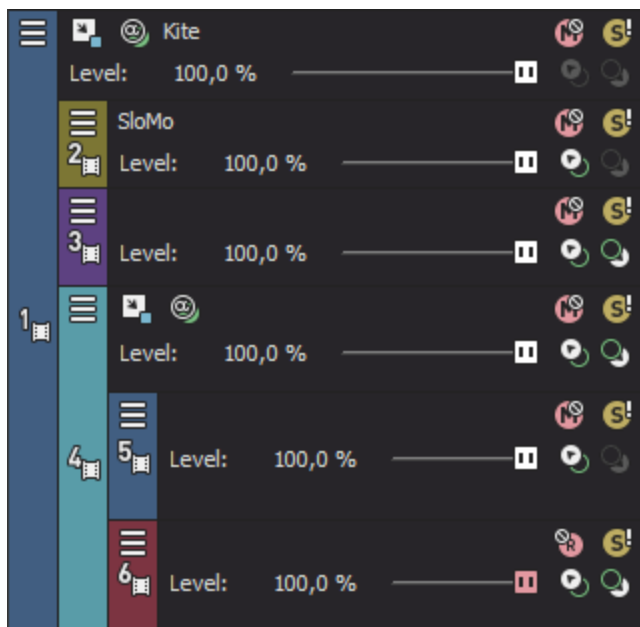 @ Kite M S!
Level: 100,0 %
SloMo M S!
2 Level: 100,0 %
M S!
3 Level: 100,0 %
1
@ M S!
Level: 100,0 %
4
M S!
5 Level: 100,0 %
R S!
6 Level: 100,0 %